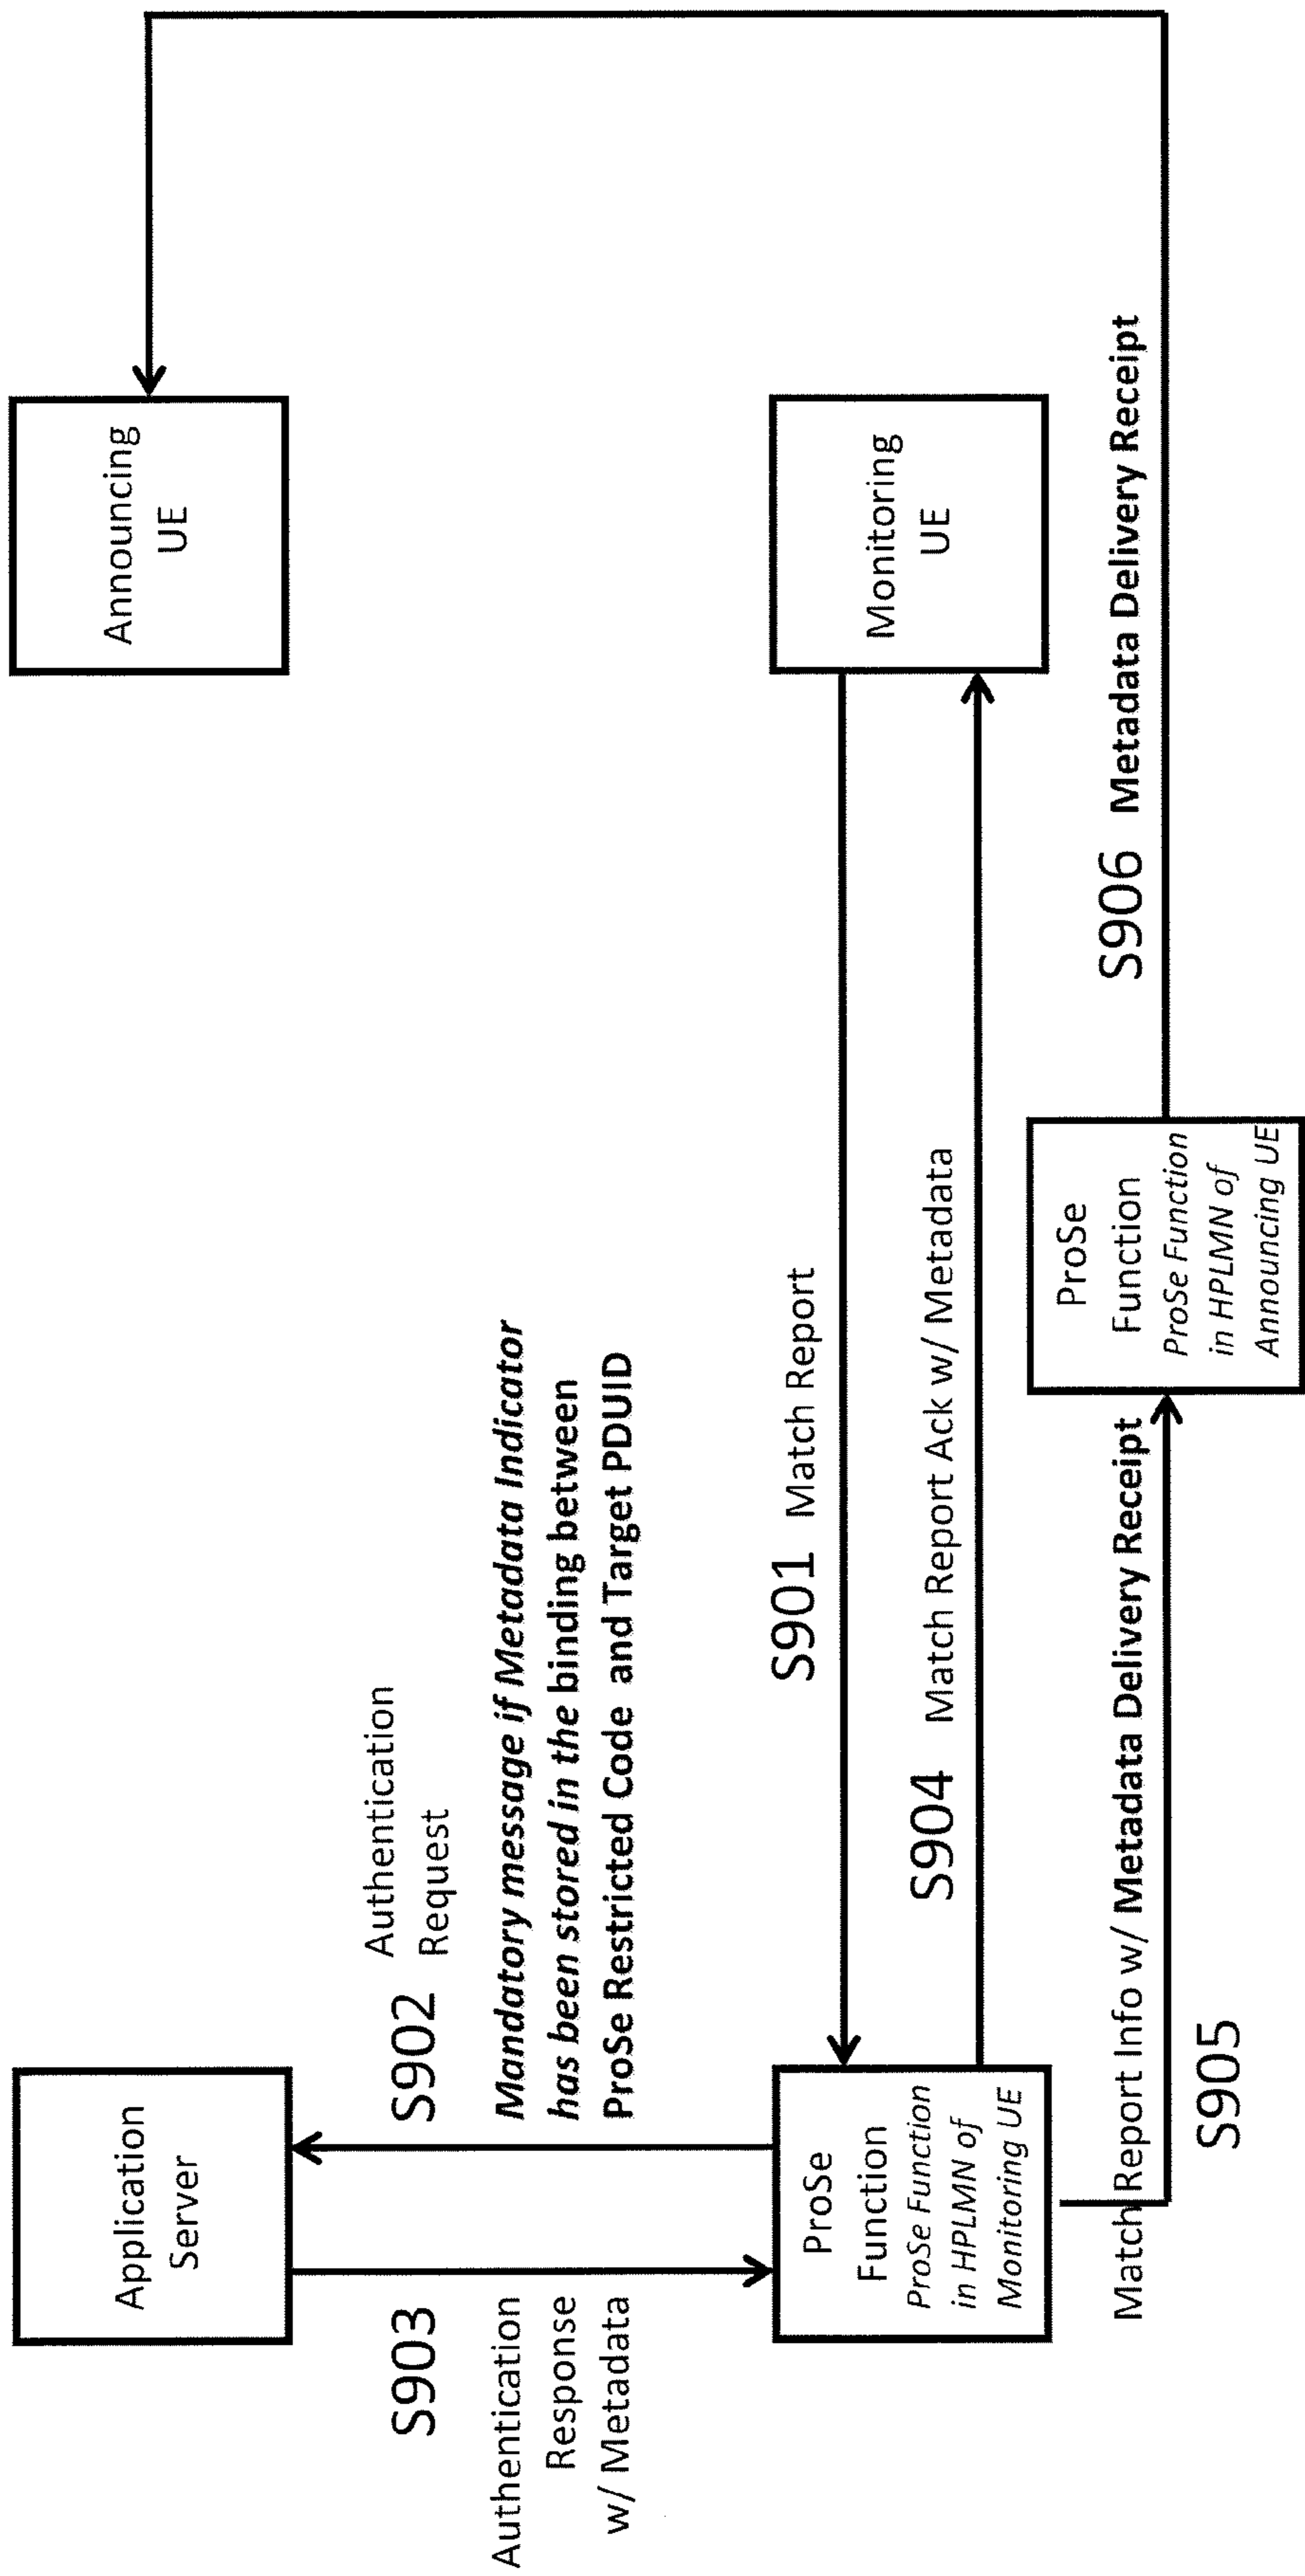 Application
Server
Announcing
UE
S903
Authentication
Response
w/ Metadata
S902
Authentication
Request
Mandatory message if Metadata Indicator
has been stored in the binding between
ProSe Restricted Code and Target PDUID
ProSe
Function
ProSe Function
in HPLMN of
Monitoring UE
S901 Match Report
Monitoring
UE
S904 Match Report Ack w/ Metadata
Match Report Info w/ Metadata Delivery Receipt
S905
ProSe
Function
ProSe Function
in HPLMN of
Announcing UE
S906 Metadata Delivery Receipt